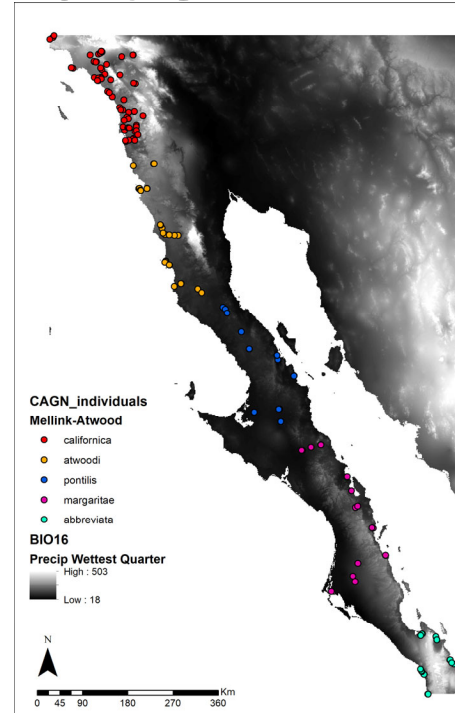 CAGN_individuals
Mellink-Atwood
californica
atwoodi
pontilis
margaritae
abbreviata
BIO16
Precip Wettest Quarter
High : 503
Low : 18
N
Km
0 45 90 180 270 360